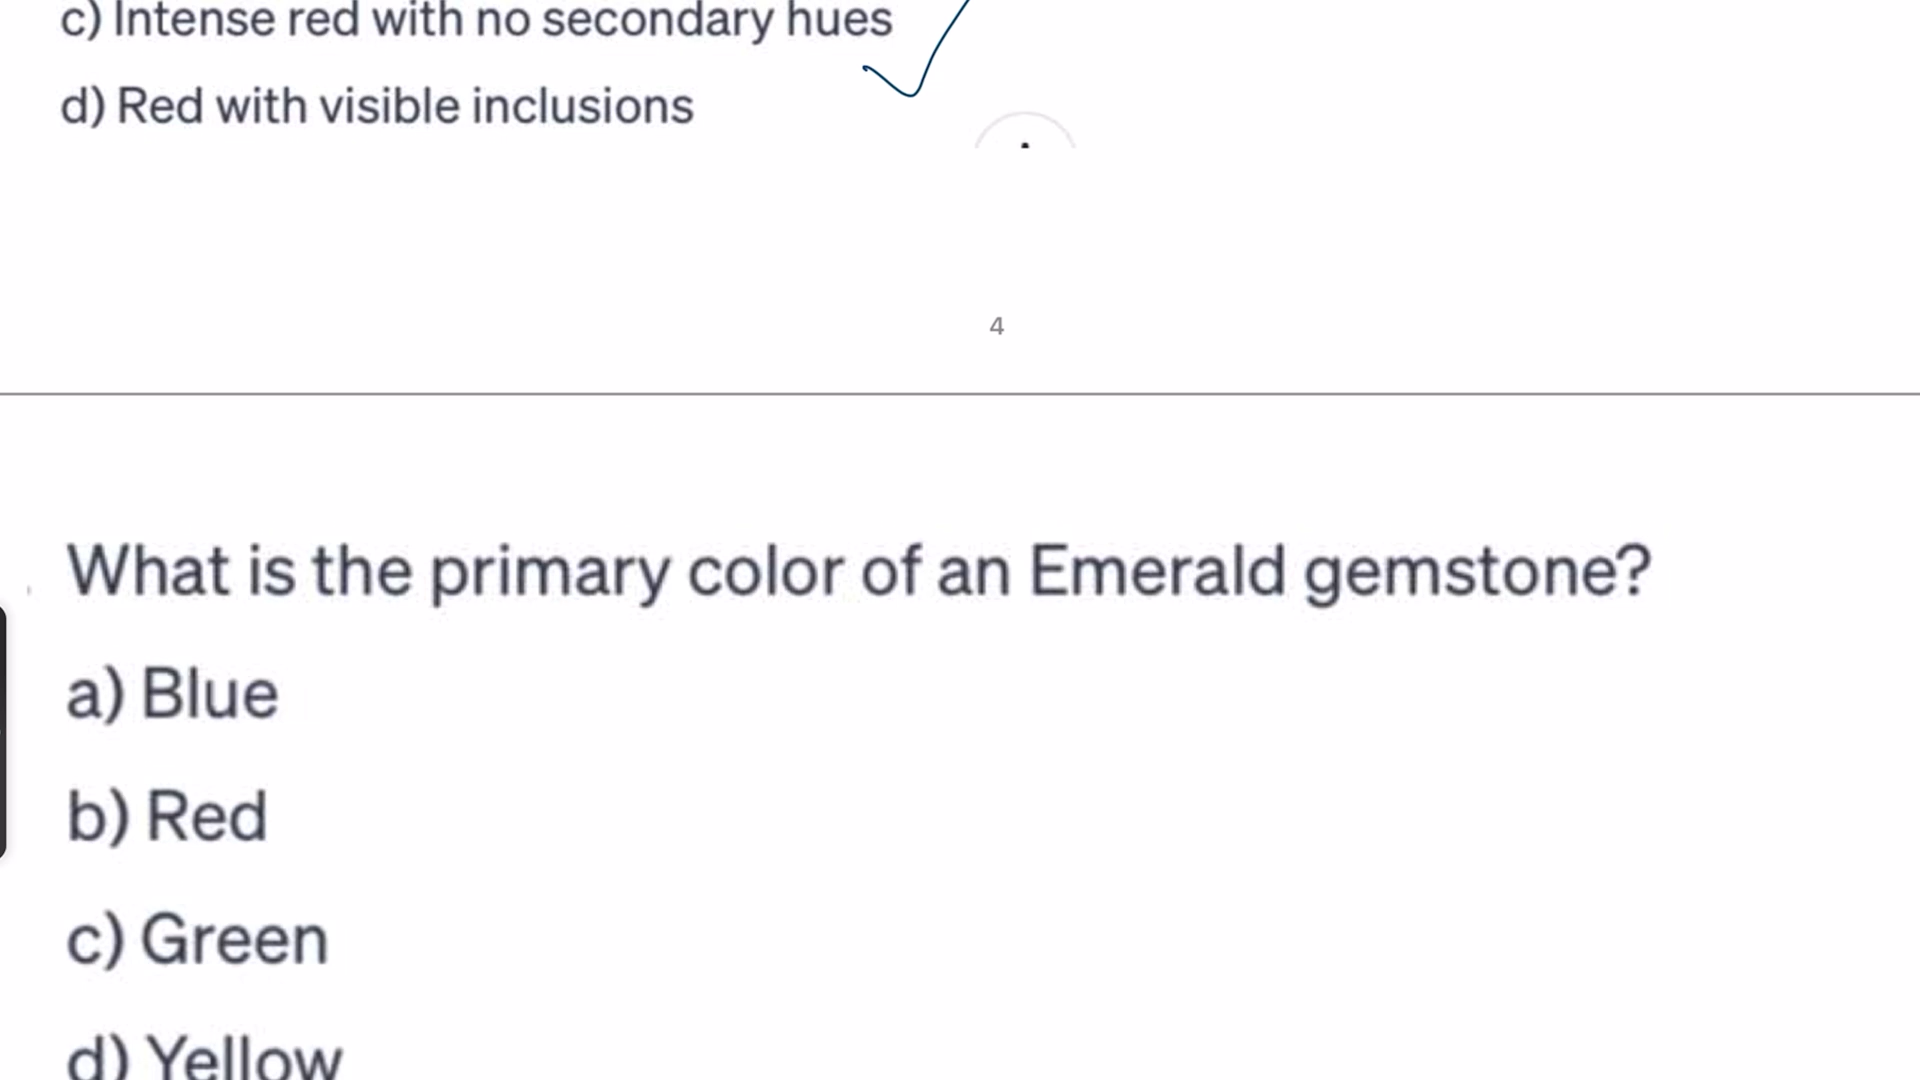 c) Intense red with no secondary hues
d) Red with visible inclusions
4
What is the primary color of an Emerald gemstone?
a) Blue
b) Red
c) Green
d) Yellow